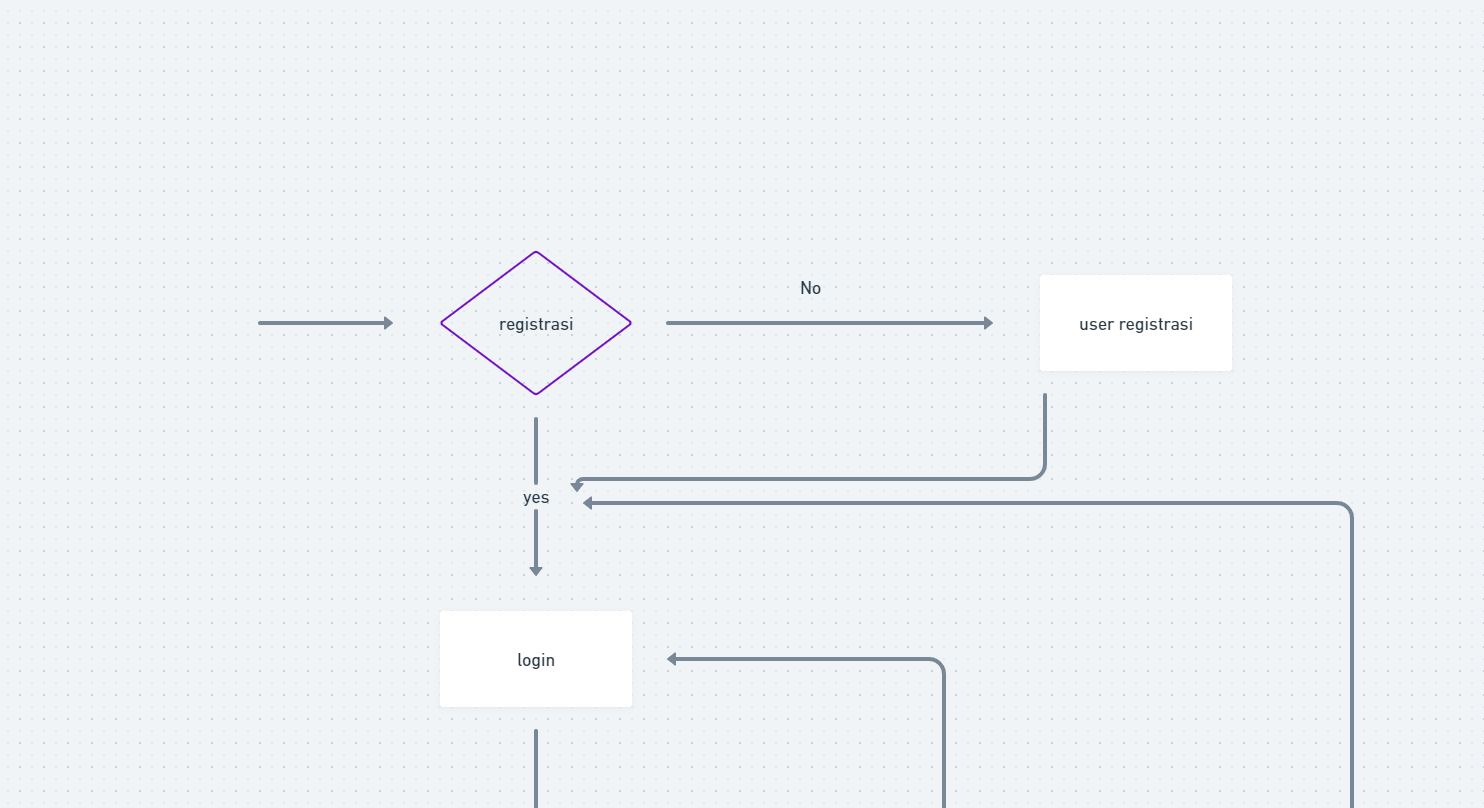 registrasi
No
user registrasi
yes
login